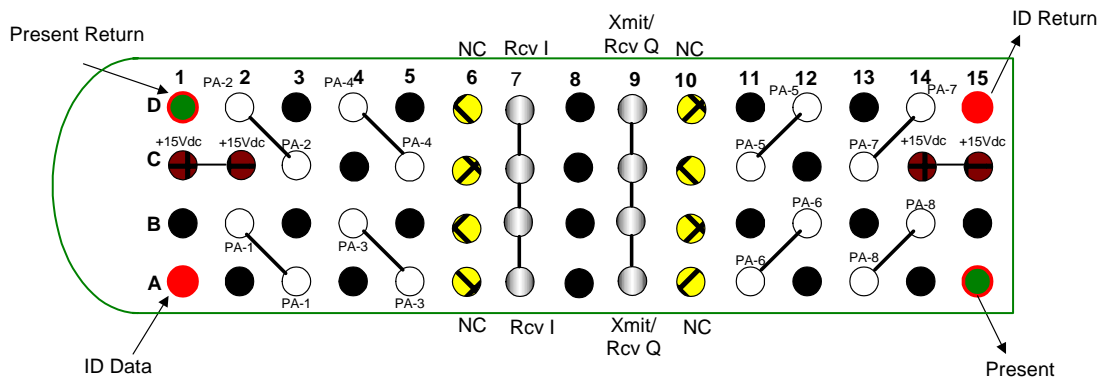 Xmit/
Rcv Q
ID Return
Present Return
NC
Rcv I
NC
1 2 3 4 5 6 7 8 9 10 11 12 13 14 15
PA-2 PA-4 PA-5 PA-7
D
+15Vdc +15Vdc PA-2 PA-4 PA-5 PA-7 +15Vdc +15Vdc
C
PA-6 PA-8
B
PA-1 PA-3
PA-6 PA-8
A
PA-1 PA-3
NC
Rcv I
Xmit/
Rcv Q
NC
ID Data
Present